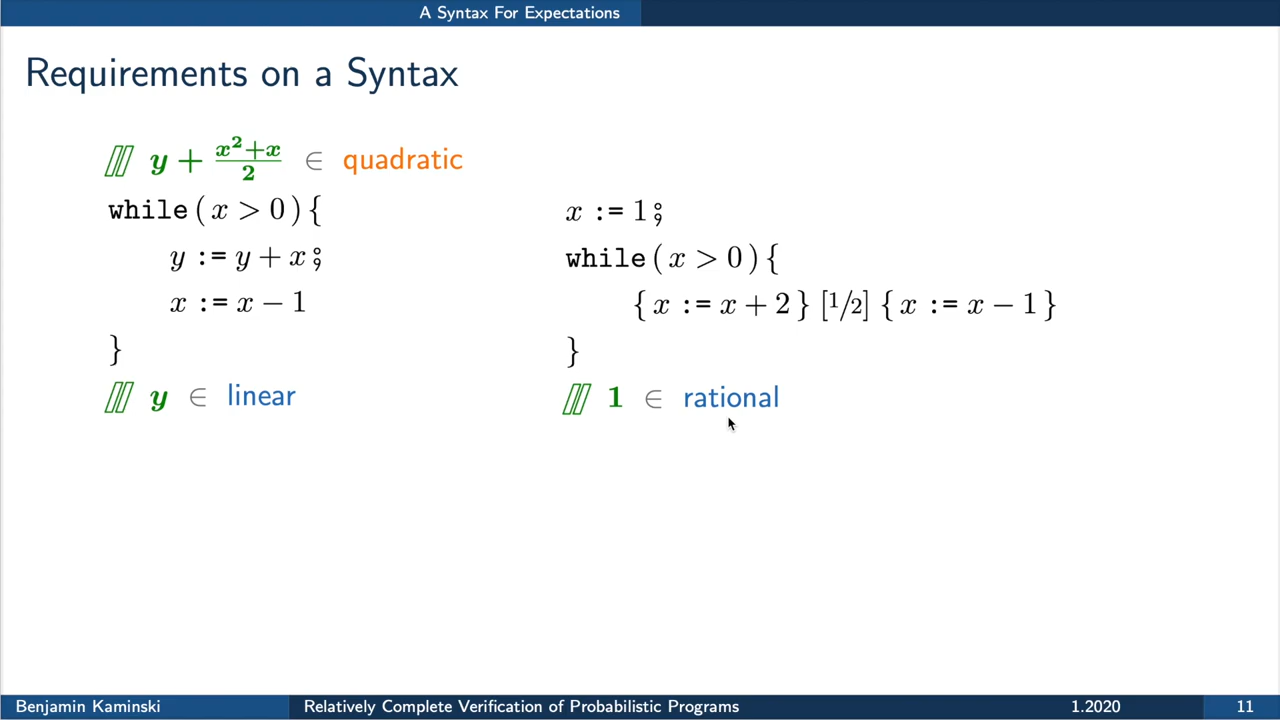 A Syntax For Expectations
Requirements on a Syntax
/// y + (x² + x)/2 ∈ quadratic
while ( x > 0 ) {
y := y + x ;
x := x − 1
}
/// y ∈ linear
x := 1 ;
while ( x > 0 ) {
{ x := x + 2 } [1/2] { x := x − 1 }
}
/// 1 ∈ rational
Benjamin Kaminski Relatively Complete Verification of Probabilistic Programs 1.2020 11